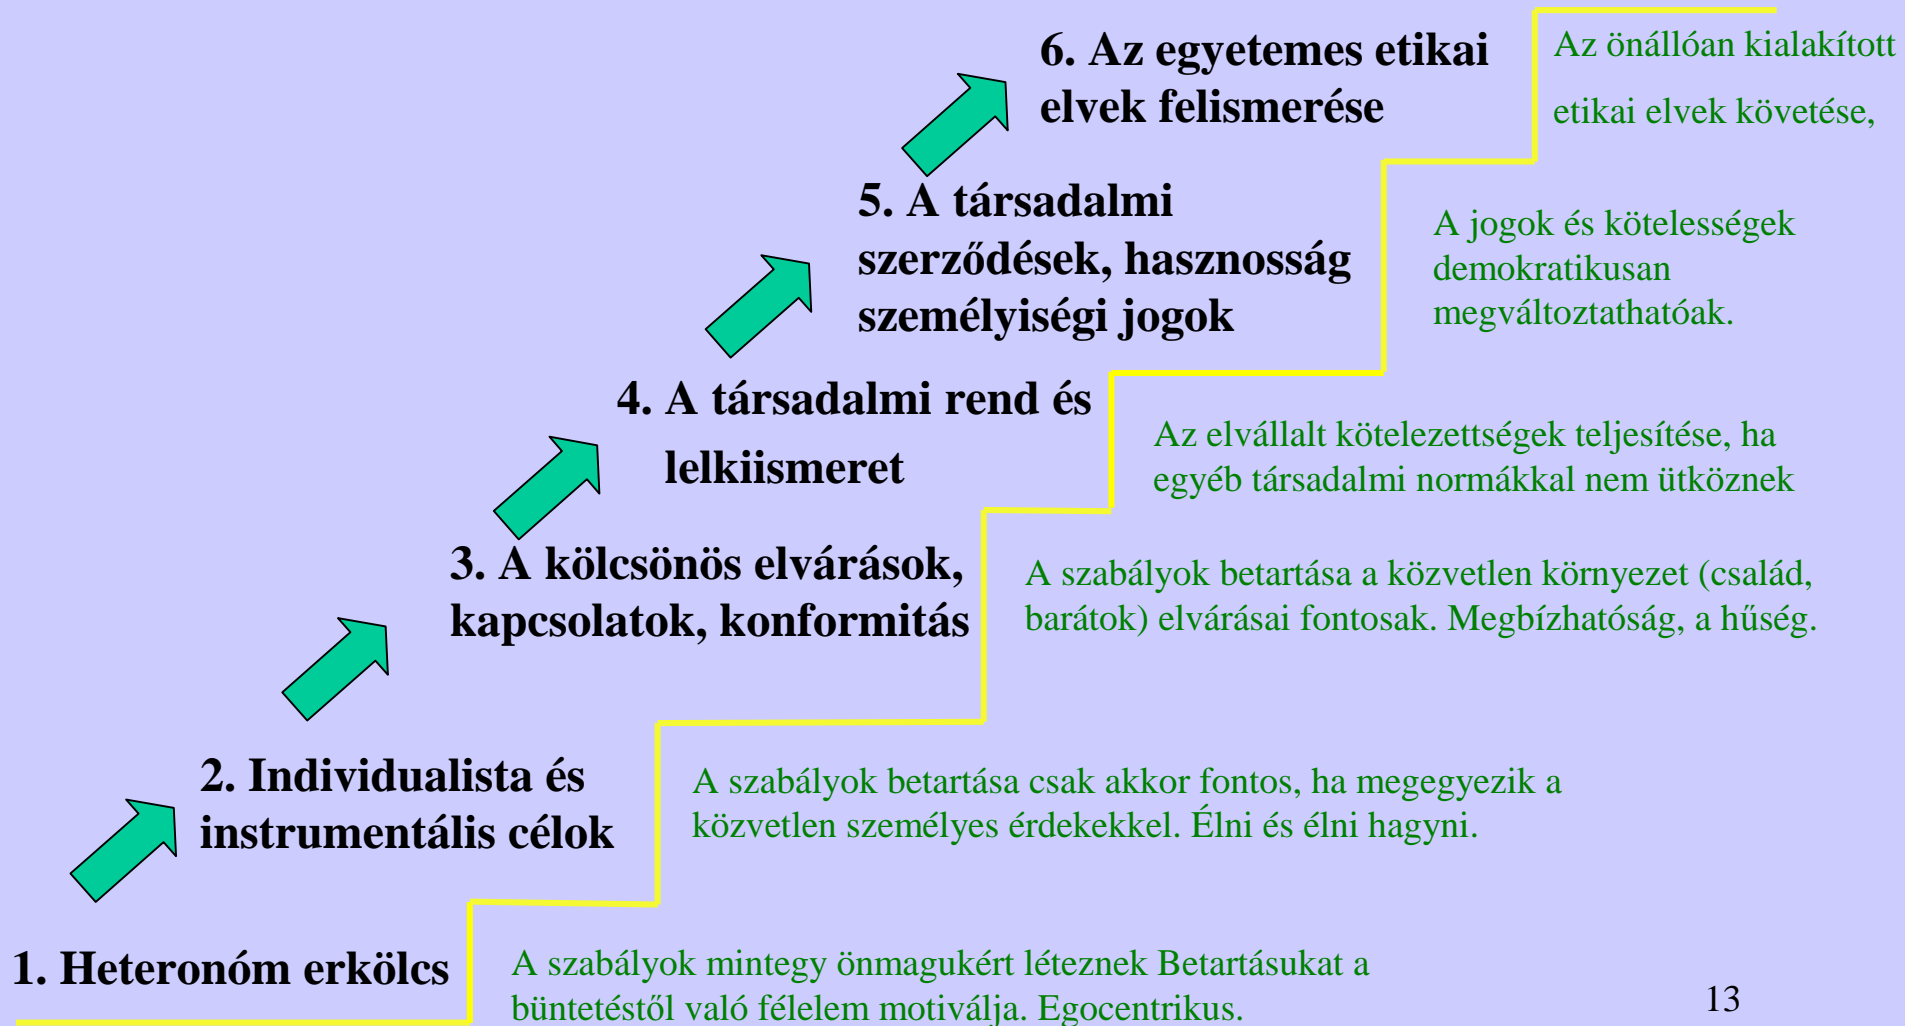 6. Az egyetemes etikai
elvek felismerése
Az önállóan kialakított
etikai elvek követése,
5. A társadalmi
szerződések, hasznosság
személyiségi jogok
A jogok és kötelességek
demokratikusan
megváltoztathatóak.
4. A társadalmi rend és
lelkiismeret
Az elvállalt kötelezettségek teljesítése, ha
egyéb társadalmi normákkal nem ütköznek
3. A kölcsönös elvárások,
kapcsolatok, konformitás
A szabályok betartása a közvetlen környezet (család,
barátok) elvárásai fontosak. Megbízhatóság, a hűség.
2. Individualista és
instrumentális célok
A szabályok betartása csak akkor fontos, ha megegyezik a
közvetlen személyes érdekekkel. Élni és élni hagyni.
1. Heteronóm erkölcs
A szabályok mintegy önmagukért léteznek Betartásukat a
büntetéstől való félelem motiválja. Egocentrikus.
13